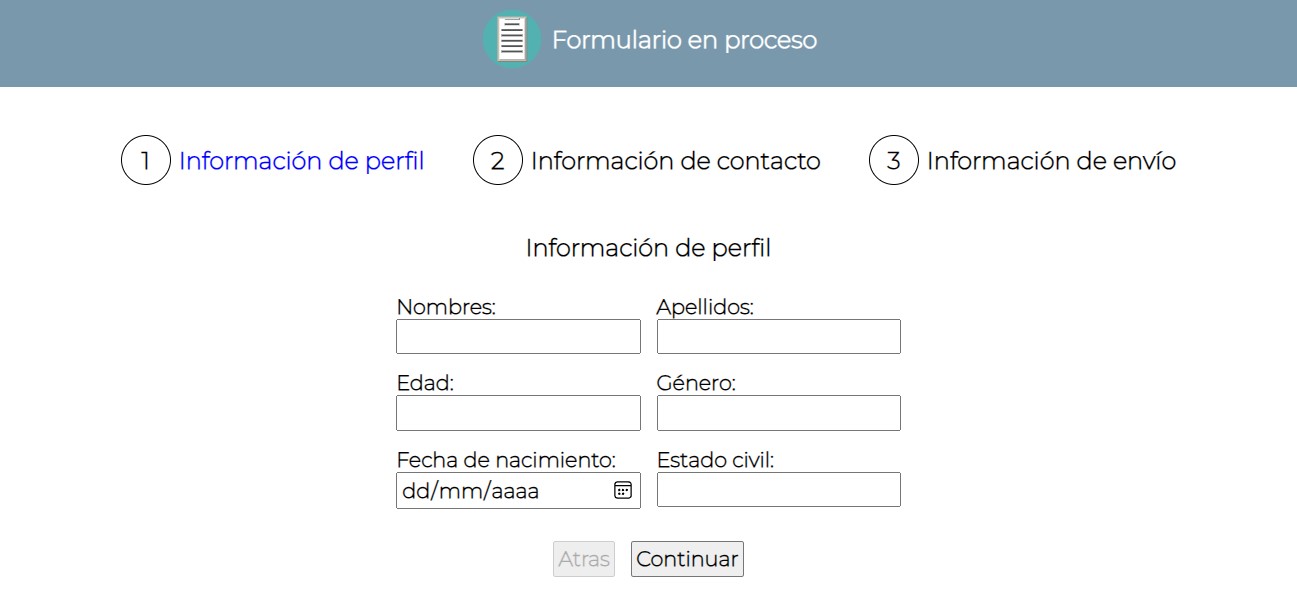 Formulario en proceso
1 Información de perfil 2 Información de contacto 3 Información de envío
Información de perfil
Nombres: Apellidos:
Edad: Género:
Fecha de nacimiento: Estado civil:
dd/mm/aaaa
Atras Continuar